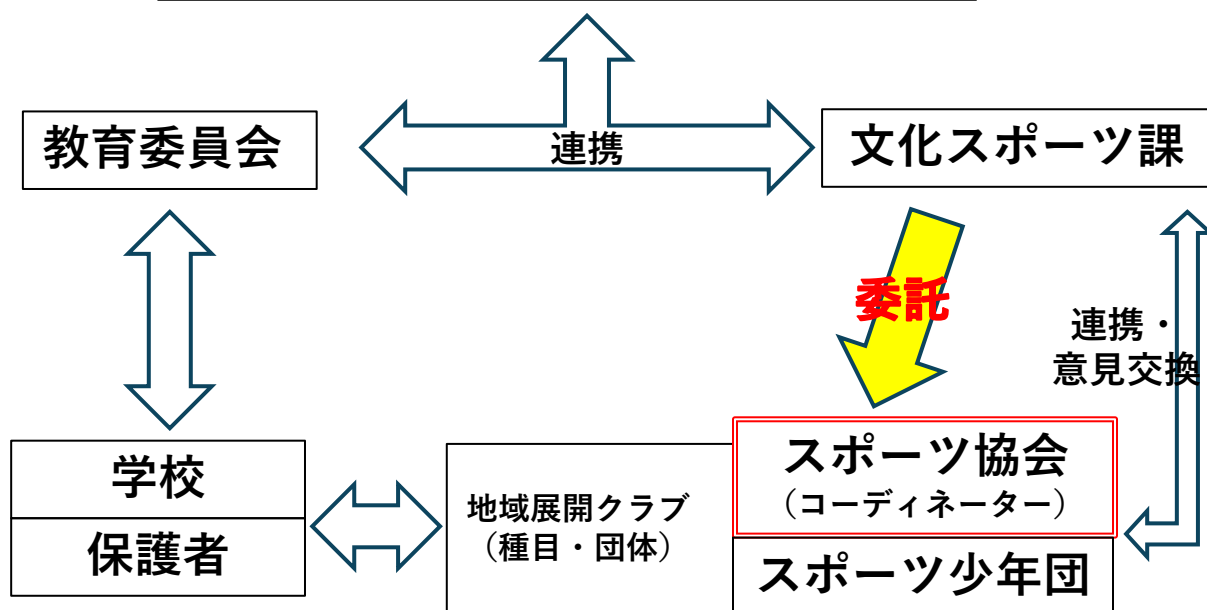 教育委員会
連携
文化スポーツ課
委託
連携・
意見交換
学校
保護者
地域展開クラブ
（種目・団体）
スポーツ協会
（コーディネーター）
スポーツ少年団